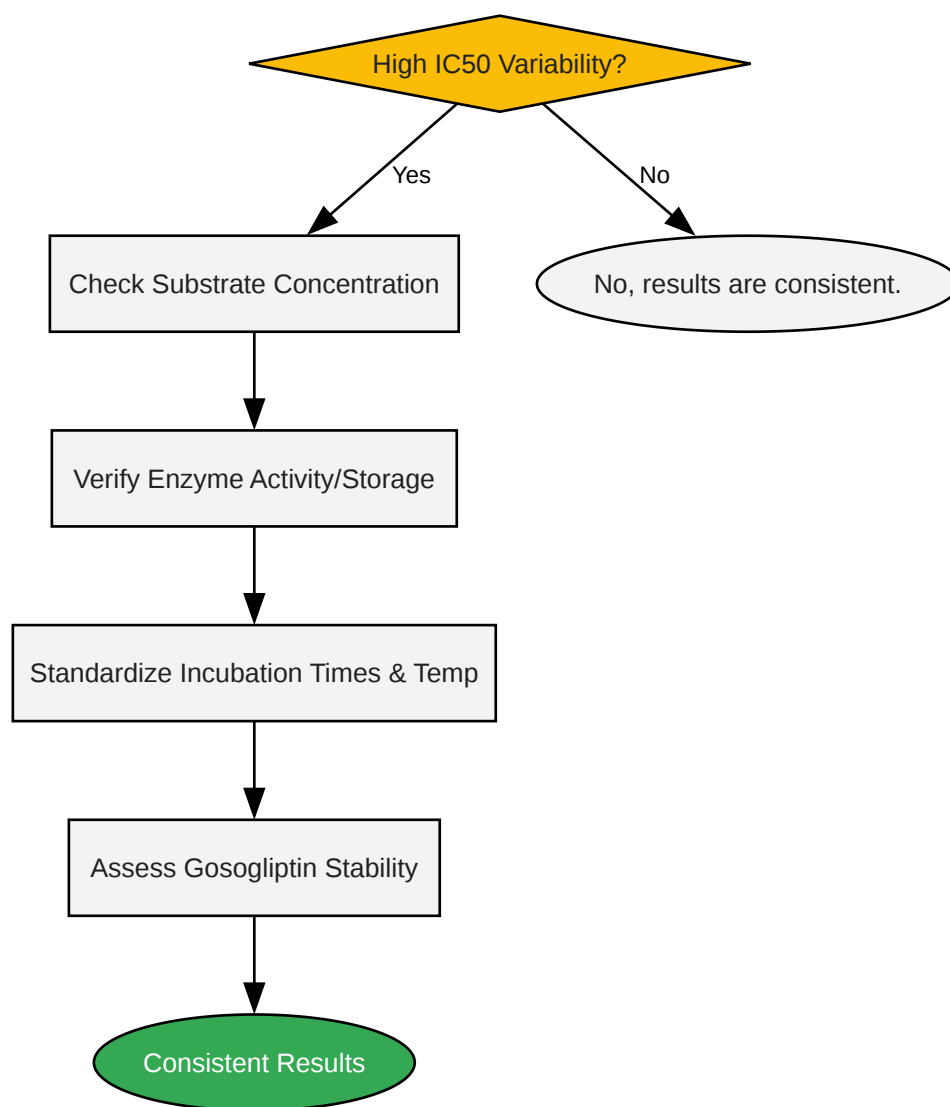 High IC50 Variability?
Yes
No
Check Substrate Concentration
No, results are consistent.
Verify Enzyme Activity/Storage
Standardize Incubation Times & Temp
Assess Gosogliptin Stability
Consistent Results